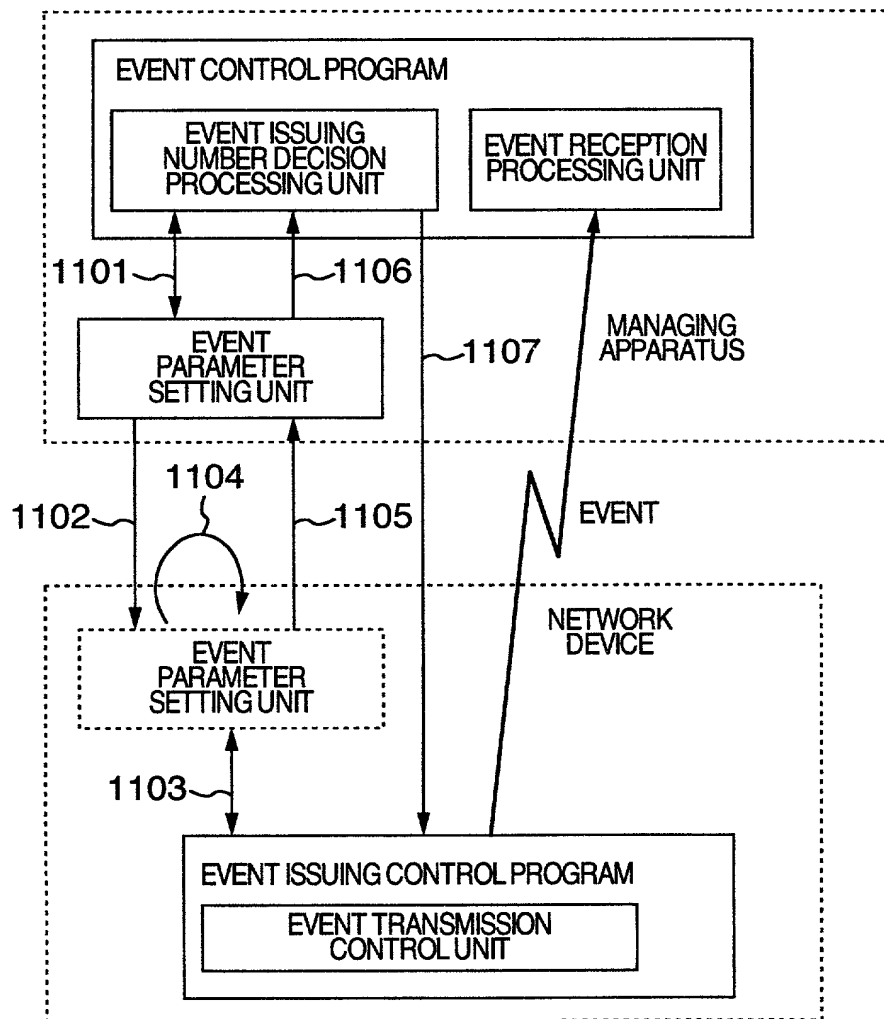 EVENT CONTROL PROGRAM
EVENT ISSUING
NUMBER DECISION
PROCESSING UNIT
EVENT RECEPTION
PROCESSING UNIT
1101
1106
1107
MANAGING
APPARATUS
EVENT
PARAMETER
SETTING UNIT
1104
1102
1105
EVENT
NETWORK
DEVICE
EVENT
PARAMETER
SETTING UNIT
1103
EVENT ISSUING CONTROL PROGRAM
EVENT TRANSMISSION
CONTROL UNIT